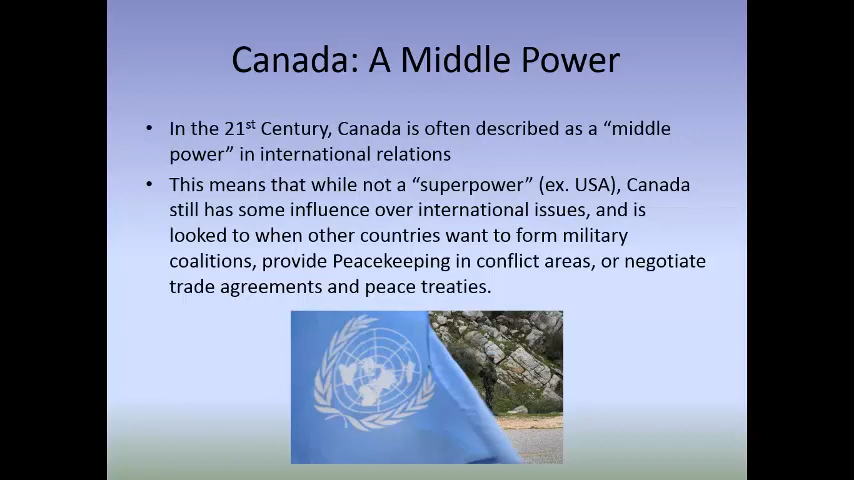 Canada: A Middle Power
• In the 21st Century, Canada is often described as a “middle
power” in international relations
• This means that while not a “superpower” (ex. USA), Canada
still has some influence over international issues, and is
looked to when other countries want to form military
coalitions, provide Peacekeeping in conflict areas, or negotiate
trade agreements and peace treaties.